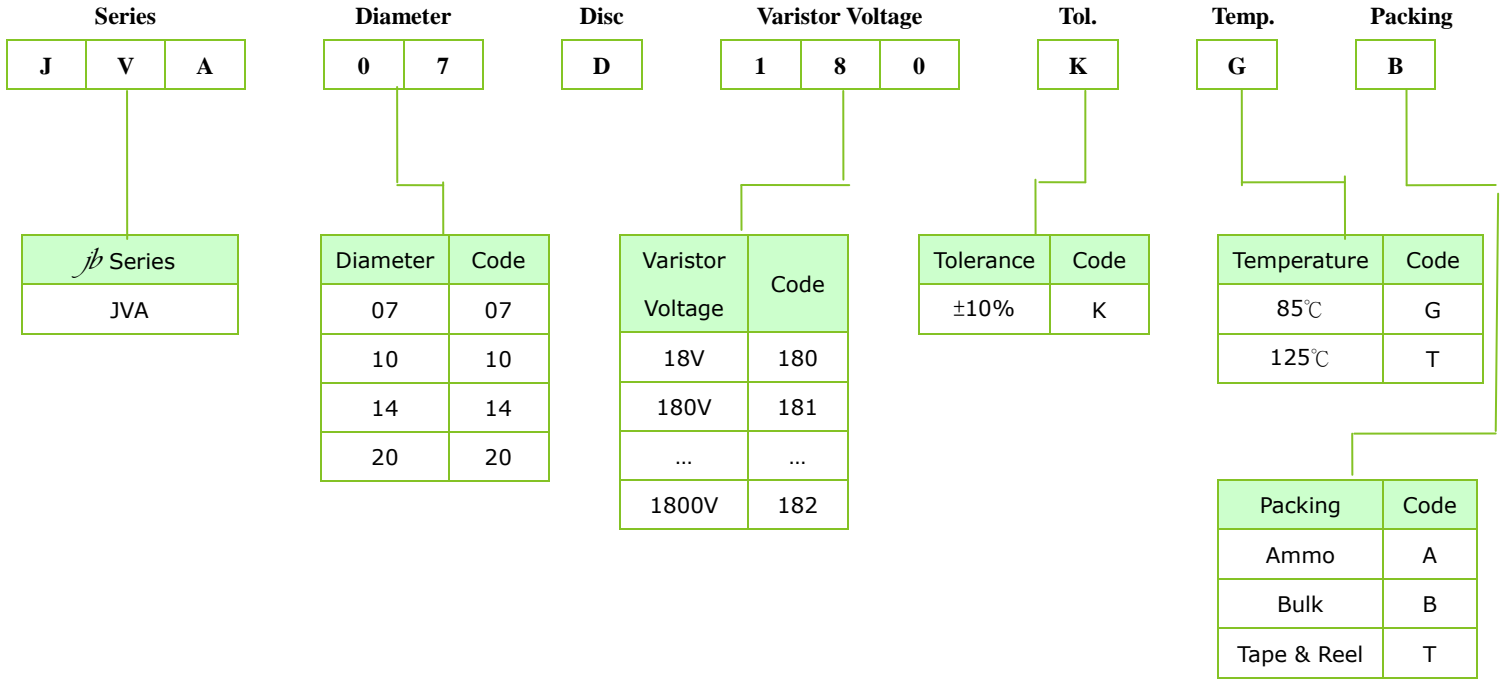 Series Diameter Disc Varistor Voltage Tol. Temp. Packing
J V A 0 7 D 1 8 0 K G B
jb Series
JVA
Diameter Code
07 07
10 10
14 14
20 20
Varistor
Voltage
Code
18V 180
180V 181
… …
1800V 182
Tolerance Code
±10% K
Temperature Code
85℃ G
125℃ T
Packing Code
Ammo A
Bulk B
Tape & Reel T